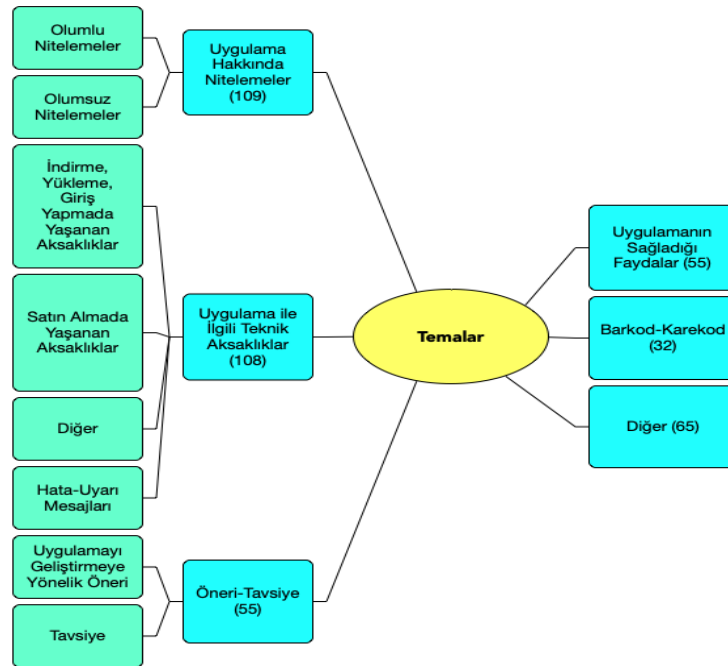 Olumlu
Nitelemeler
Olumsuz
Nitelemeler
İndirme,
Yükleme,
Giriş
Yapmada
Yaşanan
Aksaklıklar
Satın Almada
Yaşanan
Aksaklıklar
Diğer
Hata-Uyarı
Mesajları
Uygulamayı
Geliştirmeye
Yönelik Öneri
Tavsiye
Uygulama
Hakkında
Nitelemeler
(109)
Uygulama ile
İlgili Teknik
Aksaklıklar
(108)
Öneri-Tavsiye
(55)
Temalar
Uygulamanın
Sağladığı
Faydalar (55)
Barkod-Karekod
(32)
Diğer (65)